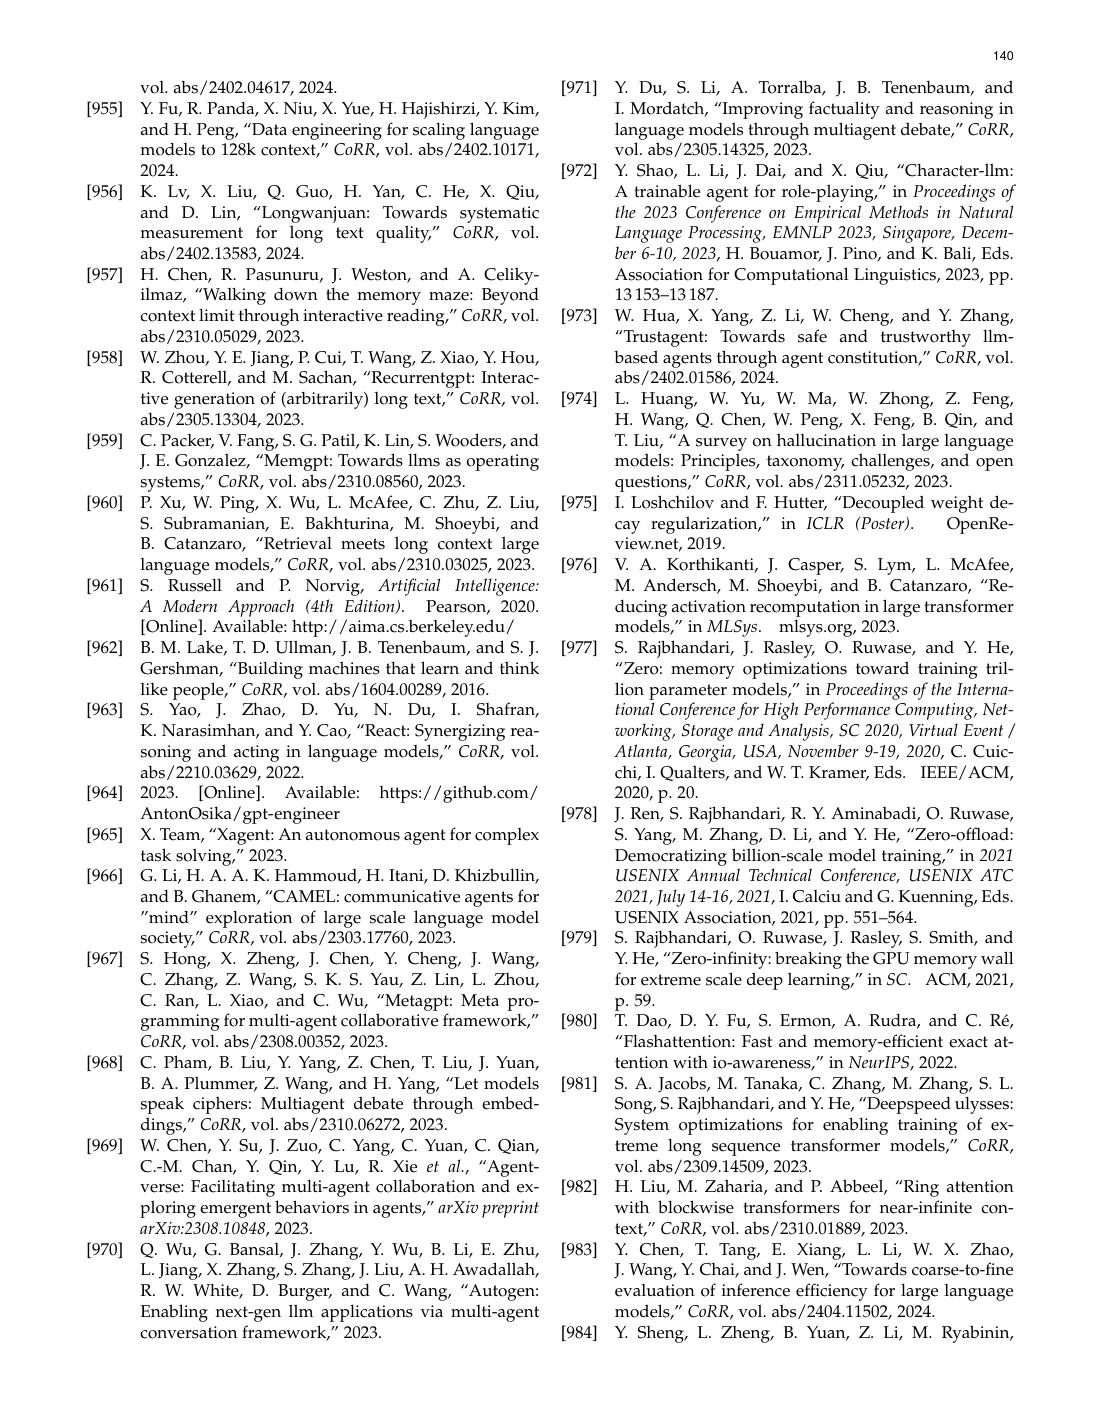 140
vol. abs/2402.04617, 2024.
[955] Y. Fu, R. Panda, X. Niu, X. Yue, H. Hajishirzi, Y. Kim,
and H. Peng, “Data engineering for scaling language
models to 128k context,” CoRR, vol. abs/2402.10171,
2024.
[956] K. Lv, X. Liu, Q. Guo, H. Yan, C. He, X. Qiu,
and D. Lin, “Longwanjuan: Towards systematic
measurement for long text quality,” CoRR, vol.
abs/2402.13583, 2024.
[957] H. Chen, R. Pasunuru, J. Weston, and A. Celiky-
ilmaz, “Walking down the memory maze: Beyond
context limit through interactive reading,” CoRR, vol.
abs/2310.05029, 2023.
[958] W. Zhou, Y. E. Jiang, P. Cui, T. Wang, Z. Xiao, Y. Hou,
R. Cotterell, and M. Sachan, “Recurrentgpt: Interac-
tive generation of (arbitrarily) long text,” CoRR, vol.
abs/2305.13304, 2023.
[959] C. Packer, V. Fang, S. G. Patil, K. Lin, S. Wooders, and
J. E. Gonzalez, “Memgpt: Towards llms as operating
systems,” CoRR, vol. abs/2310.08560, 2023.
[960] P. Xu, W. Ping, X. Wu, L. McAfee, C. Zhu, Z. Liu,
S. Subramanian, E. Bakhturina, M. Shoeybi, and
B. Catanzaro, “Retrieval meets long context large
language models,” CoRR, vol. abs/2310.03025, 2023.
[961] S. Russell and P. Norvig, Artificial Intelligence:
A Modern Approach (4th Edition). Pearson, 2020.
[Online]. Available: http://aima.cs.berkeley.edu/
[962] B. M. Lake, T. D. Ullman, J. B. Tenenbaum, and S. J.
Gershman, “Building machines that learn and think
like people,” CoRR, vol. abs/1604.00289, 2016.
[963] S. Yao, J. Zhao, D. Yu, N. Du, I. Shafran,
K. Narasimhan, and Y. Cao, “React: Synergizing rea-
soning and acting in language models,” CoRR, vol.
abs/2210.03629, 2022.
[964] 2023. [Online]. Available: https://github.com/
AntonOsika/gpt-engineer
[965] X. Team, “Xagent: An autonomous agent for complex
task solving,” 2023.
[966] G. Li, H. A. A. K. Hammoud, H. Itani, D. Khizbullin,
and B. Ghanem, “CAMEL: communicative agents for
”mind” exploration of large scale language model
society,” CoRR, vol. abs/2303.17760, 2023.
[967] S. Hong, X. Zheng, J. Chen, Y. Cheng, J. Wang,
C. Zhang, Z. Wang, S. K. S. Yau, Z. Lin, L. Zhou,
C. Ran, L. Xiao, and C. Wu, “Metagpt: Meta pro-
gramming for multi-agent collaborative framework,”
CoRR, vol. abs/2308.00352, 2023.
[968] C. Pham, B. Liu, Y. Yang, Z. Chen, T. Liu, J. Yuan,
B. A. Plummer, Z. Wang, and H. Yang, “Let models
speak ciphers: Multiagent debate through embed-
dings,” CoRR, vol. abs/2310.06272, 2023.
[969] W. Chen, Y. Su, J. Zuo, C. Yang, C. Yuan, C. Qian,
C.-M. Chan, Y. Qin, Y. Lu, R. Xie et al., “Agent-
verse: Facilitating multi-agent collaboration and ex-
ploring emergent behaviors in agents,” arXiv preprint
arXiv:2308.10848, 2023.
[970] Q. Wu, G. Bansal, J. Zhang, Y. Wu, B. Li, E. Zhu,
L. Jiang, X. Zhang, S. Zhang, J. Liu, A. H. Awadallah,
R. W. White, D. Burger, and C. Wang, “Autogen:
Enabling next-gen llm applications via multi-agent
conversation framework,” 2023.
[971] Y. Du, S. Li, A. Torralba, J. B. Tenenbaum, and
I. Mordatch, “Improving factuality and reasoning in
language models through multiagent debate,” CoRR,
vol. abs/2305.14325, 2023.
[972] Y. Shao, L. Li, J. Dai, and X. Qiu, “Character-llm:
A trainable agent for role-playing,” in Proceedings of
the 2023 Conference on Empirical Methods in Natural
Language Processing, EMNLP 2023, Singapore, Decem-
ber 6-10, 2023, H. Bouamor, J. Pino, and K. Bali, Eds.
Association for Computational Linguistics, 2023, pp.
13 153–13 187.
[973] W. Hua, X. Yang, Z. Li, W. Cheng, and Y. Zhang,
“Trustagent: Towards safe and trustworthy llm-
based agents through agent constitution,” CoRR, vol.
abs/2402.01586, 2024.
[974] L. Huang, W. Yu, W. Ma, W. Zhong, Z. Feng,
H. Wang, Q. Chen, W. Peng, X. Feng, B. Qin, and
T. Liu, “A survey on hallucination in large language
models: Principles, taxonomy, challenges, and open
questions,” CoRR, vol. abs/2311.05232, 2023.
[975] I. Loshchilov and F. Hutter, “Decoupled weight de-
cay regularization,” in ICLR (Poster). OpenRe-
view.net, 2019.
[976] V. A. Korthikanti, J. Casper, S. Lym, L. McAfee,
M. Andersch, M. Shoeybi, and B. Catanzaro, “Re-
ducing activation recomputation in large transformer
models,” in MLSys. mlsys.org, 2023.
[977] S. Rajbhandari, J. Rasley, O. Ruwase, and Y. He,
“Zero: memory optimizations toward training tril-
lion parameter models,” in Proceedings of the Interna-
tional Conference for High Performance Computing, Net-
working, Storage and Analysis, SC 2020, Virtual Event /
Atlanta, Georgia, USA, November 9-19, 2020, C. Cuic-
chi, I. Qualters, and W. T. Kramer, Eds. IEEE/ACM,
2020, p. 20.
[978] J. Ren, S. Rajbhandari, R. Y. Aminabadi, O. Ruwase,
S. Yang, M. Zhang, D. Li, and Y. He, “Zero-offload:
Democratizing billion-scale model training,” in 2021
USENIX Annual Technical Conference, USENIX ATC
2021, July 14-16, 2021, I. Calciu and G. Kuenning, Eds.
USENIX Association, 2021, pp. 551–564.
[979] S. Rajbhandari, O. Ruwase, J. Rasley, S. Smith, and
Y. He, “Zero-infinity: breaking the GPU memory wall
for extreme scale deep learning,” in SC. ACM, 2021,
p. 59.
[980] T. Dao, D. Y. Fu, S. Ermon, A. Rudra, and C. Ré,
“Flashattention: Fast and memory-efficient exact at-
tention with io-awareness,” in NeurIPS, 2022.
[981] S. A. Jacobs, M. Tanaka, C. Zhang, M. Zhang, S. L.
Song, S. Rajbhandari, and Y. He, “Deepspeed ulysses:
System optimizations for enabling training of ex-
treme long sequence transformer models,” CoRR,
vol. abs/2309.14509, 2023.
[982] H. Liu, M. Zaharia, and P. Abbeel, “Ring attention
with blockwise transformers for near-infinite con-
text,” CoRR, vol. abs/2310.01889, 2023.
[983] Y. Chen, T. Tang, E. Xiang, L. Li, W. X. Zhao,
J. Wang, Y. Chai, and J. Wen, “Towards coarse-to-fine
evaluation of inference efficiency for large language
models,” CoRR, vol. abs/2404.11502, 2024.
[984] Y. Sheng, L. Zheng, B. Yuan, Z. Li, M. Ryabinin,